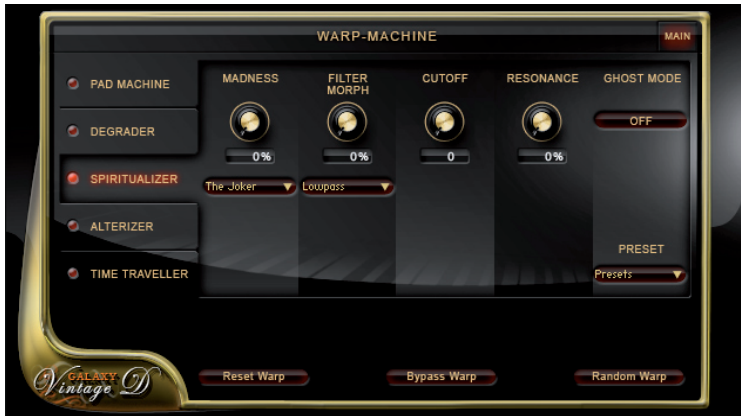 WARP-MACHINE
MAIN
PAD MACHINE
DEGRADER
SPIRITUALIZER
ALTERIZER
TIME TRAVELLER
MADNESS
0%
The Joker
FILTER
MORPH
0%
Lowpass
CUTOFF
0
RESONANCE
0%
GHOST MODE
OFF
PRESET
Presets
GALAXY
Vintage D
Reset Warp
Bypass Warp
Random Warp